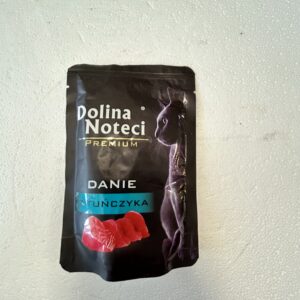 Dolina
Noteci
PREMIUM
DANIE
Z TUŃCZYKA